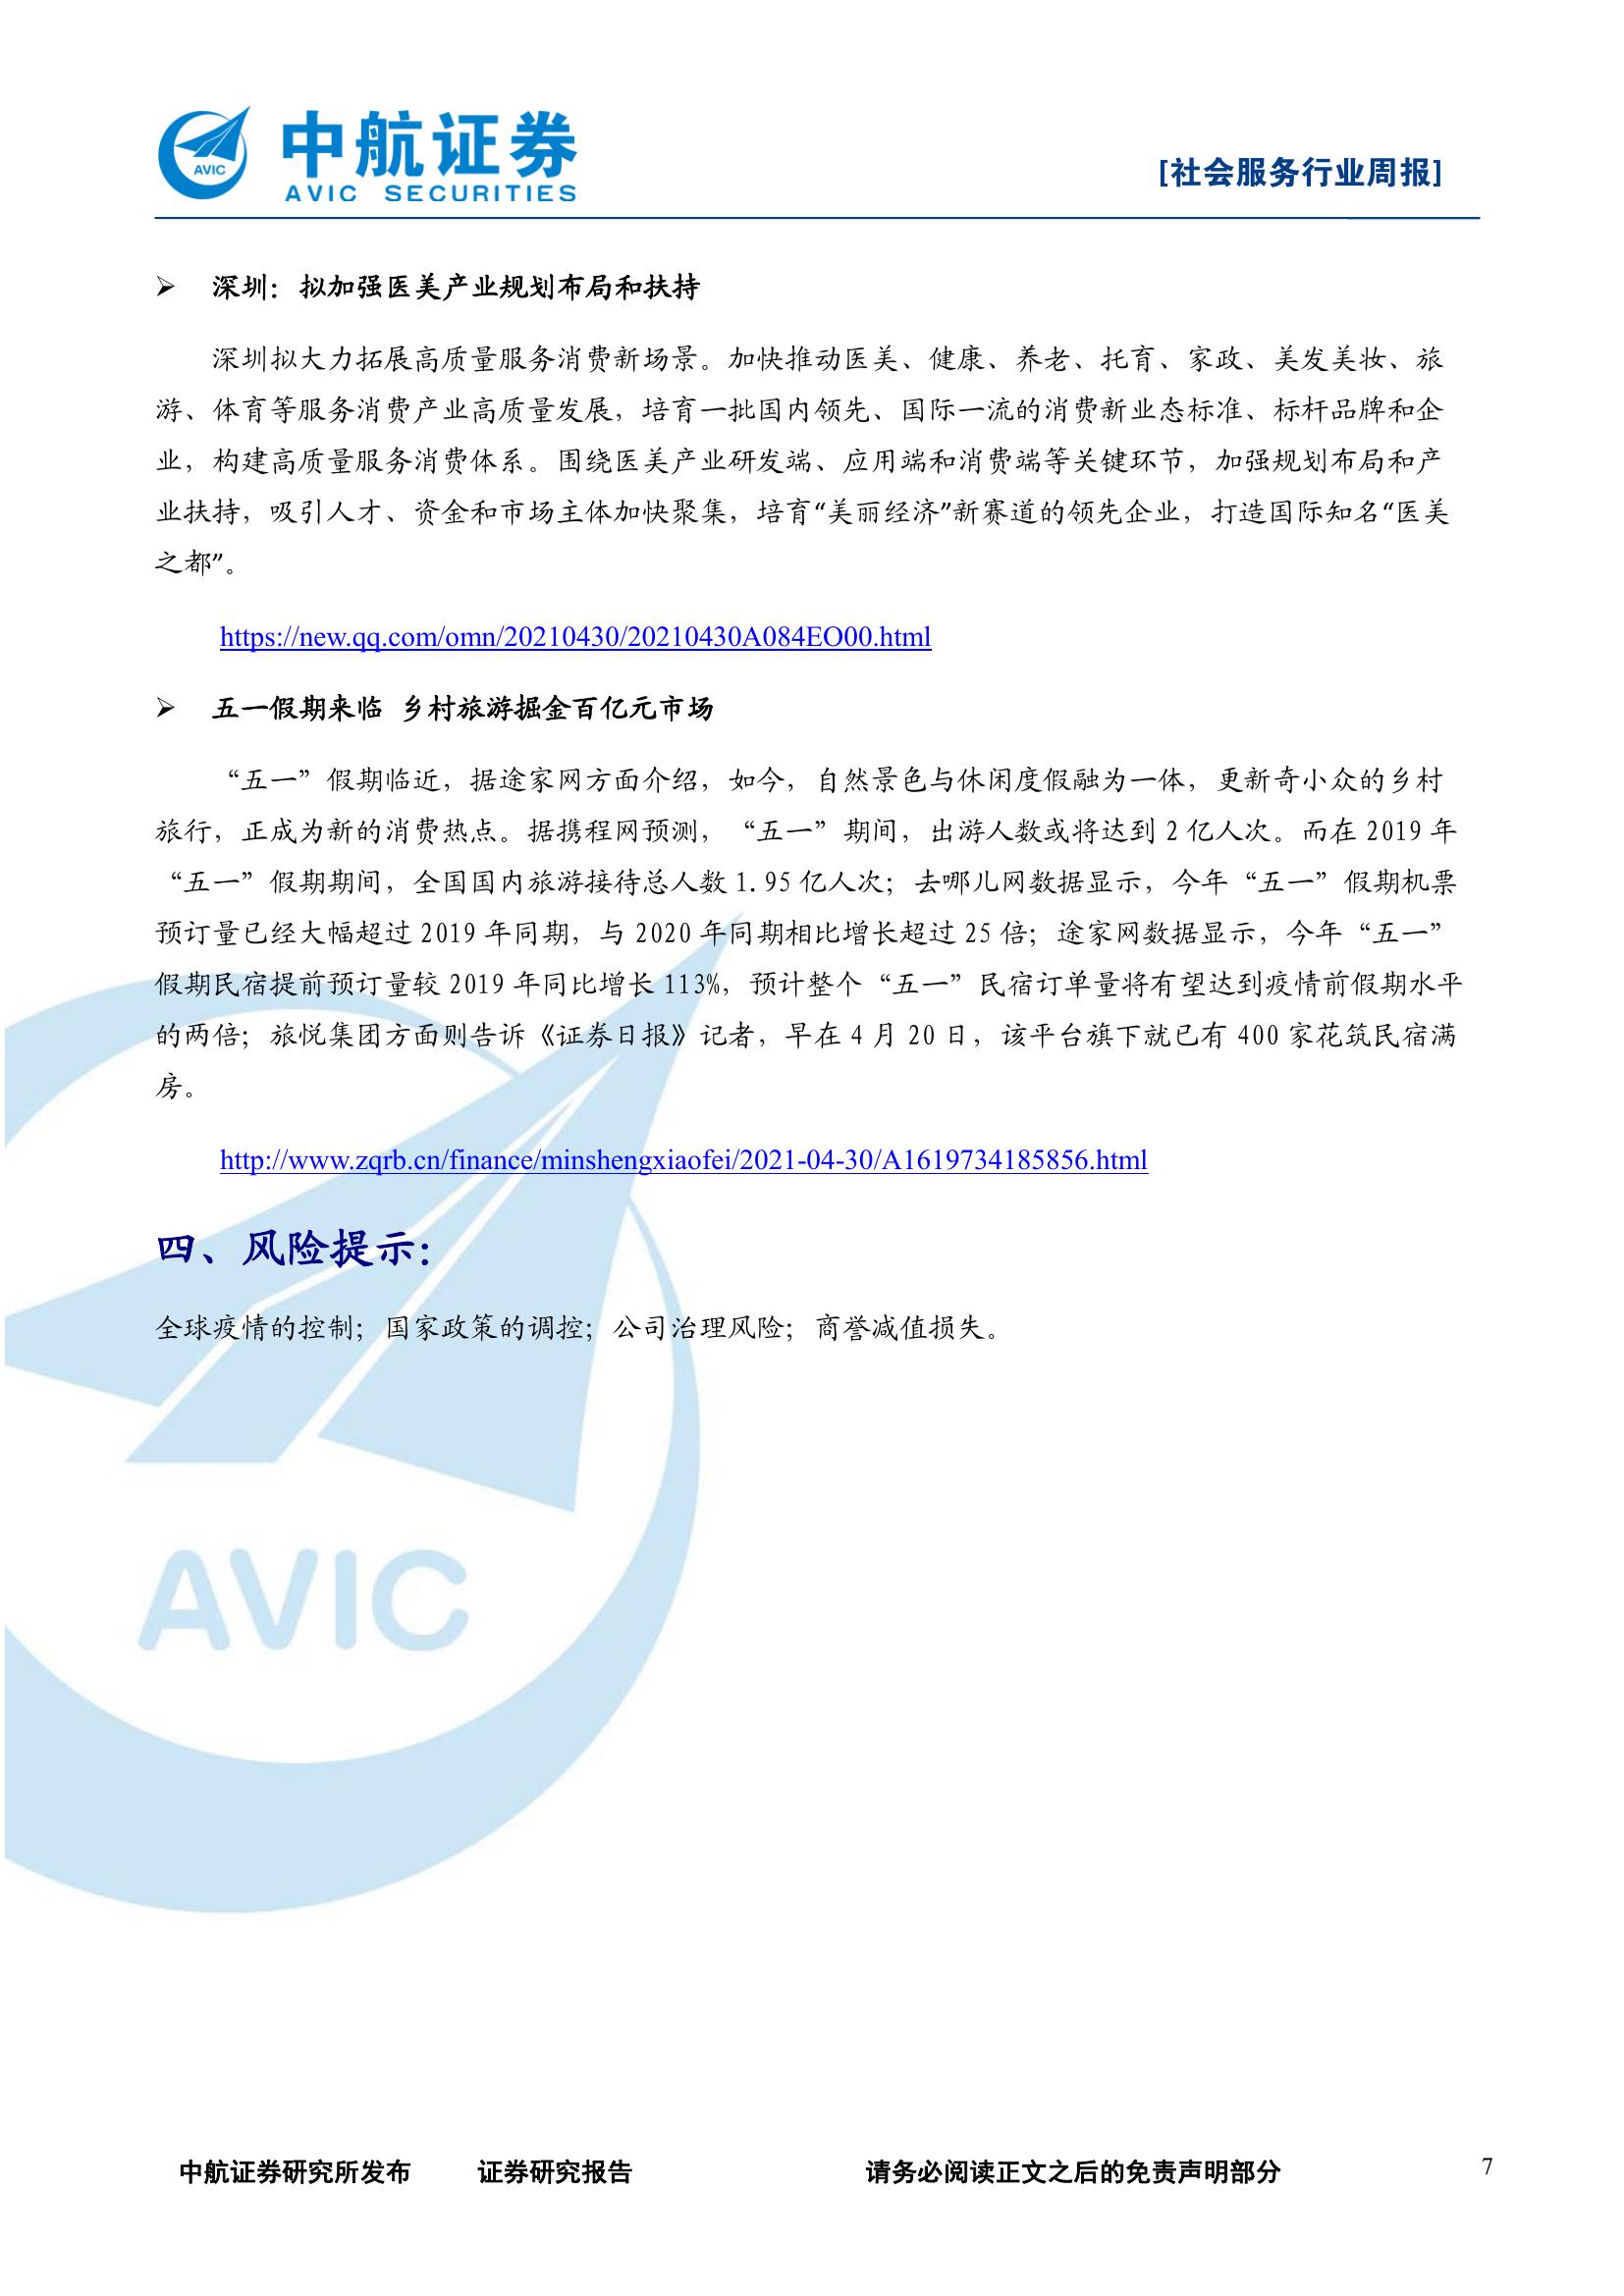 中航证券
AVIC SECURITIES
AVIC
[社会服务行业周报]
➢ 深圳：拟加强医美产业规划布局和扶持
深圳拟大力拓展高质量服务消费新场景。加快推动医美、健康、养老、托育、家政、美发美妆、旅
游、体育等服务消费产业高质量发展，培育一批国内领先、国际一流的消费新业态标准、标杆品牌和企
业，构建高质量服务消费体系。围绕医美产业研发端、应用端和消费端等关键环节，加强规划布局和产
业扶持，吸引人才、资金和市场主体加快聚集，培育“美丽经济”新赛道的领先企业，打造国际知名“医美
之都”。
https://new.qq.com/omn/20210430/20210430A084EO00.html
➢ 五一假期来临 乡村旅游掘金百亿元市场
“五一”假期临近，据途家网方面介绍，如今，自然景色与休闲度假融为一体，更新奇小众的乡村
旅行，正成为新的消费热点。据携程网预测，“五一”期间，出游人数或将达到 2 亿人次。而在 2019 年
“五一”假期期间，全国国内旅游接待总人数 1.95 亿人次；去哪儿网数据显示，今年“五一”假期机票
预订量已经大幅超过 2019 年同期，与 2020 年同期相比增长超过 25 倍；途家网数据显示，今年“五一”
假期民宿提前预订量较 2019 年同比增长 113%，预计整个“五一”民宿订单量将有望达到疫情前假期水平
的两倍；旅悦集团方面则告诉《证券日报》记者，早在 4 月 20 日，该平台旗下就已有 400 家花筑民宿满
房。
http://www.zqrb.cn/finance/minshengxiaofei/2021-04-30/A1619734185856.html
四、风险提示：
全球疫情的控制；国家政策的调控；公司治理风险；商誉减值损失。
AVIC
中航证券研究所发布 证券研究报告 请务必阅读正文之后的免责声明部分 7